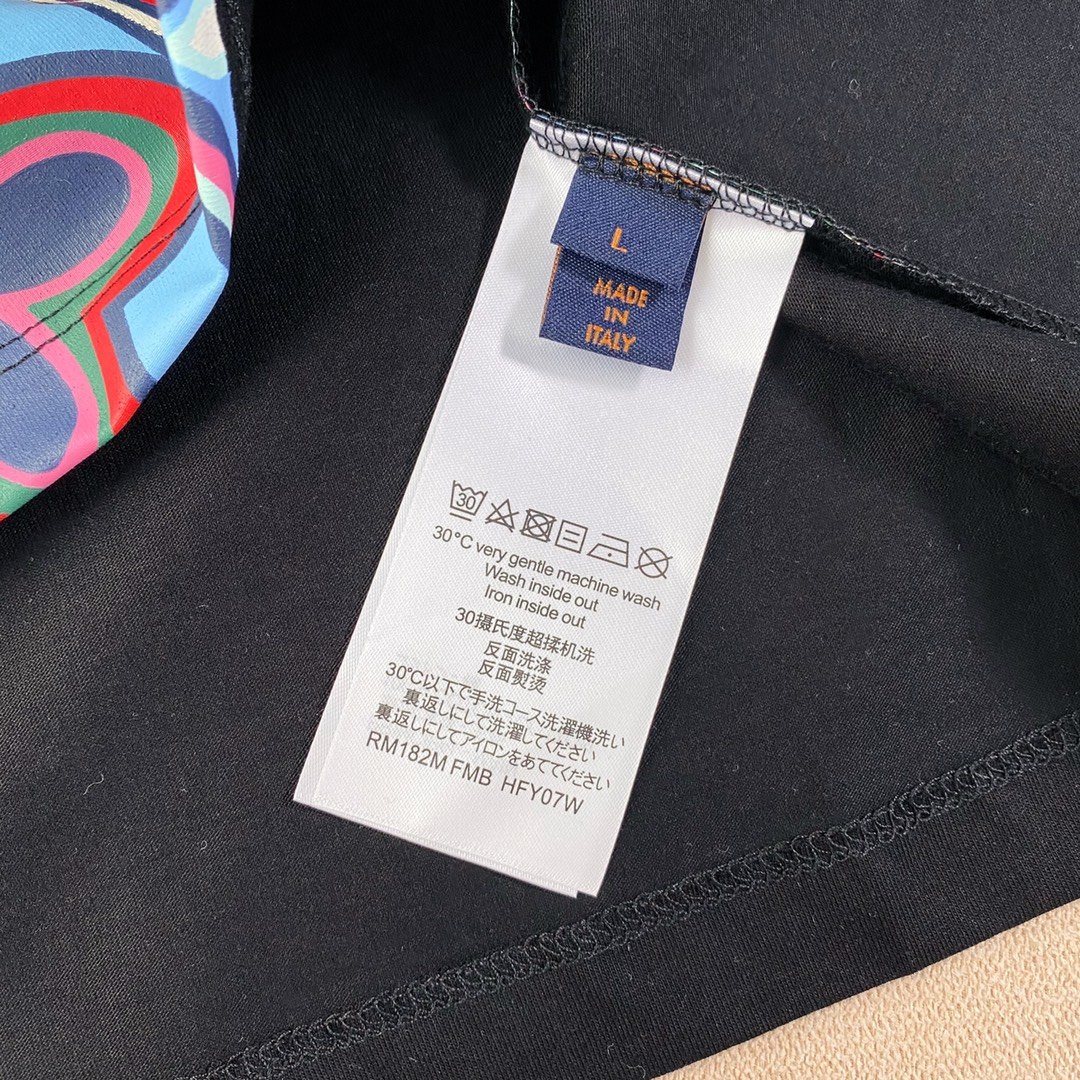 L
MADE
IN
ITALY
30
30°C very gentle machine wash
Wash inside out
Iron inside out
30摄氏度超揉机洗
反面洗涤
反面熨烫
30℃以下で手洗コース洗濯機洗い
裏返しにして洗濯してください
裏返しにしてアイロンをあててください
RM182M FMB HFY07W